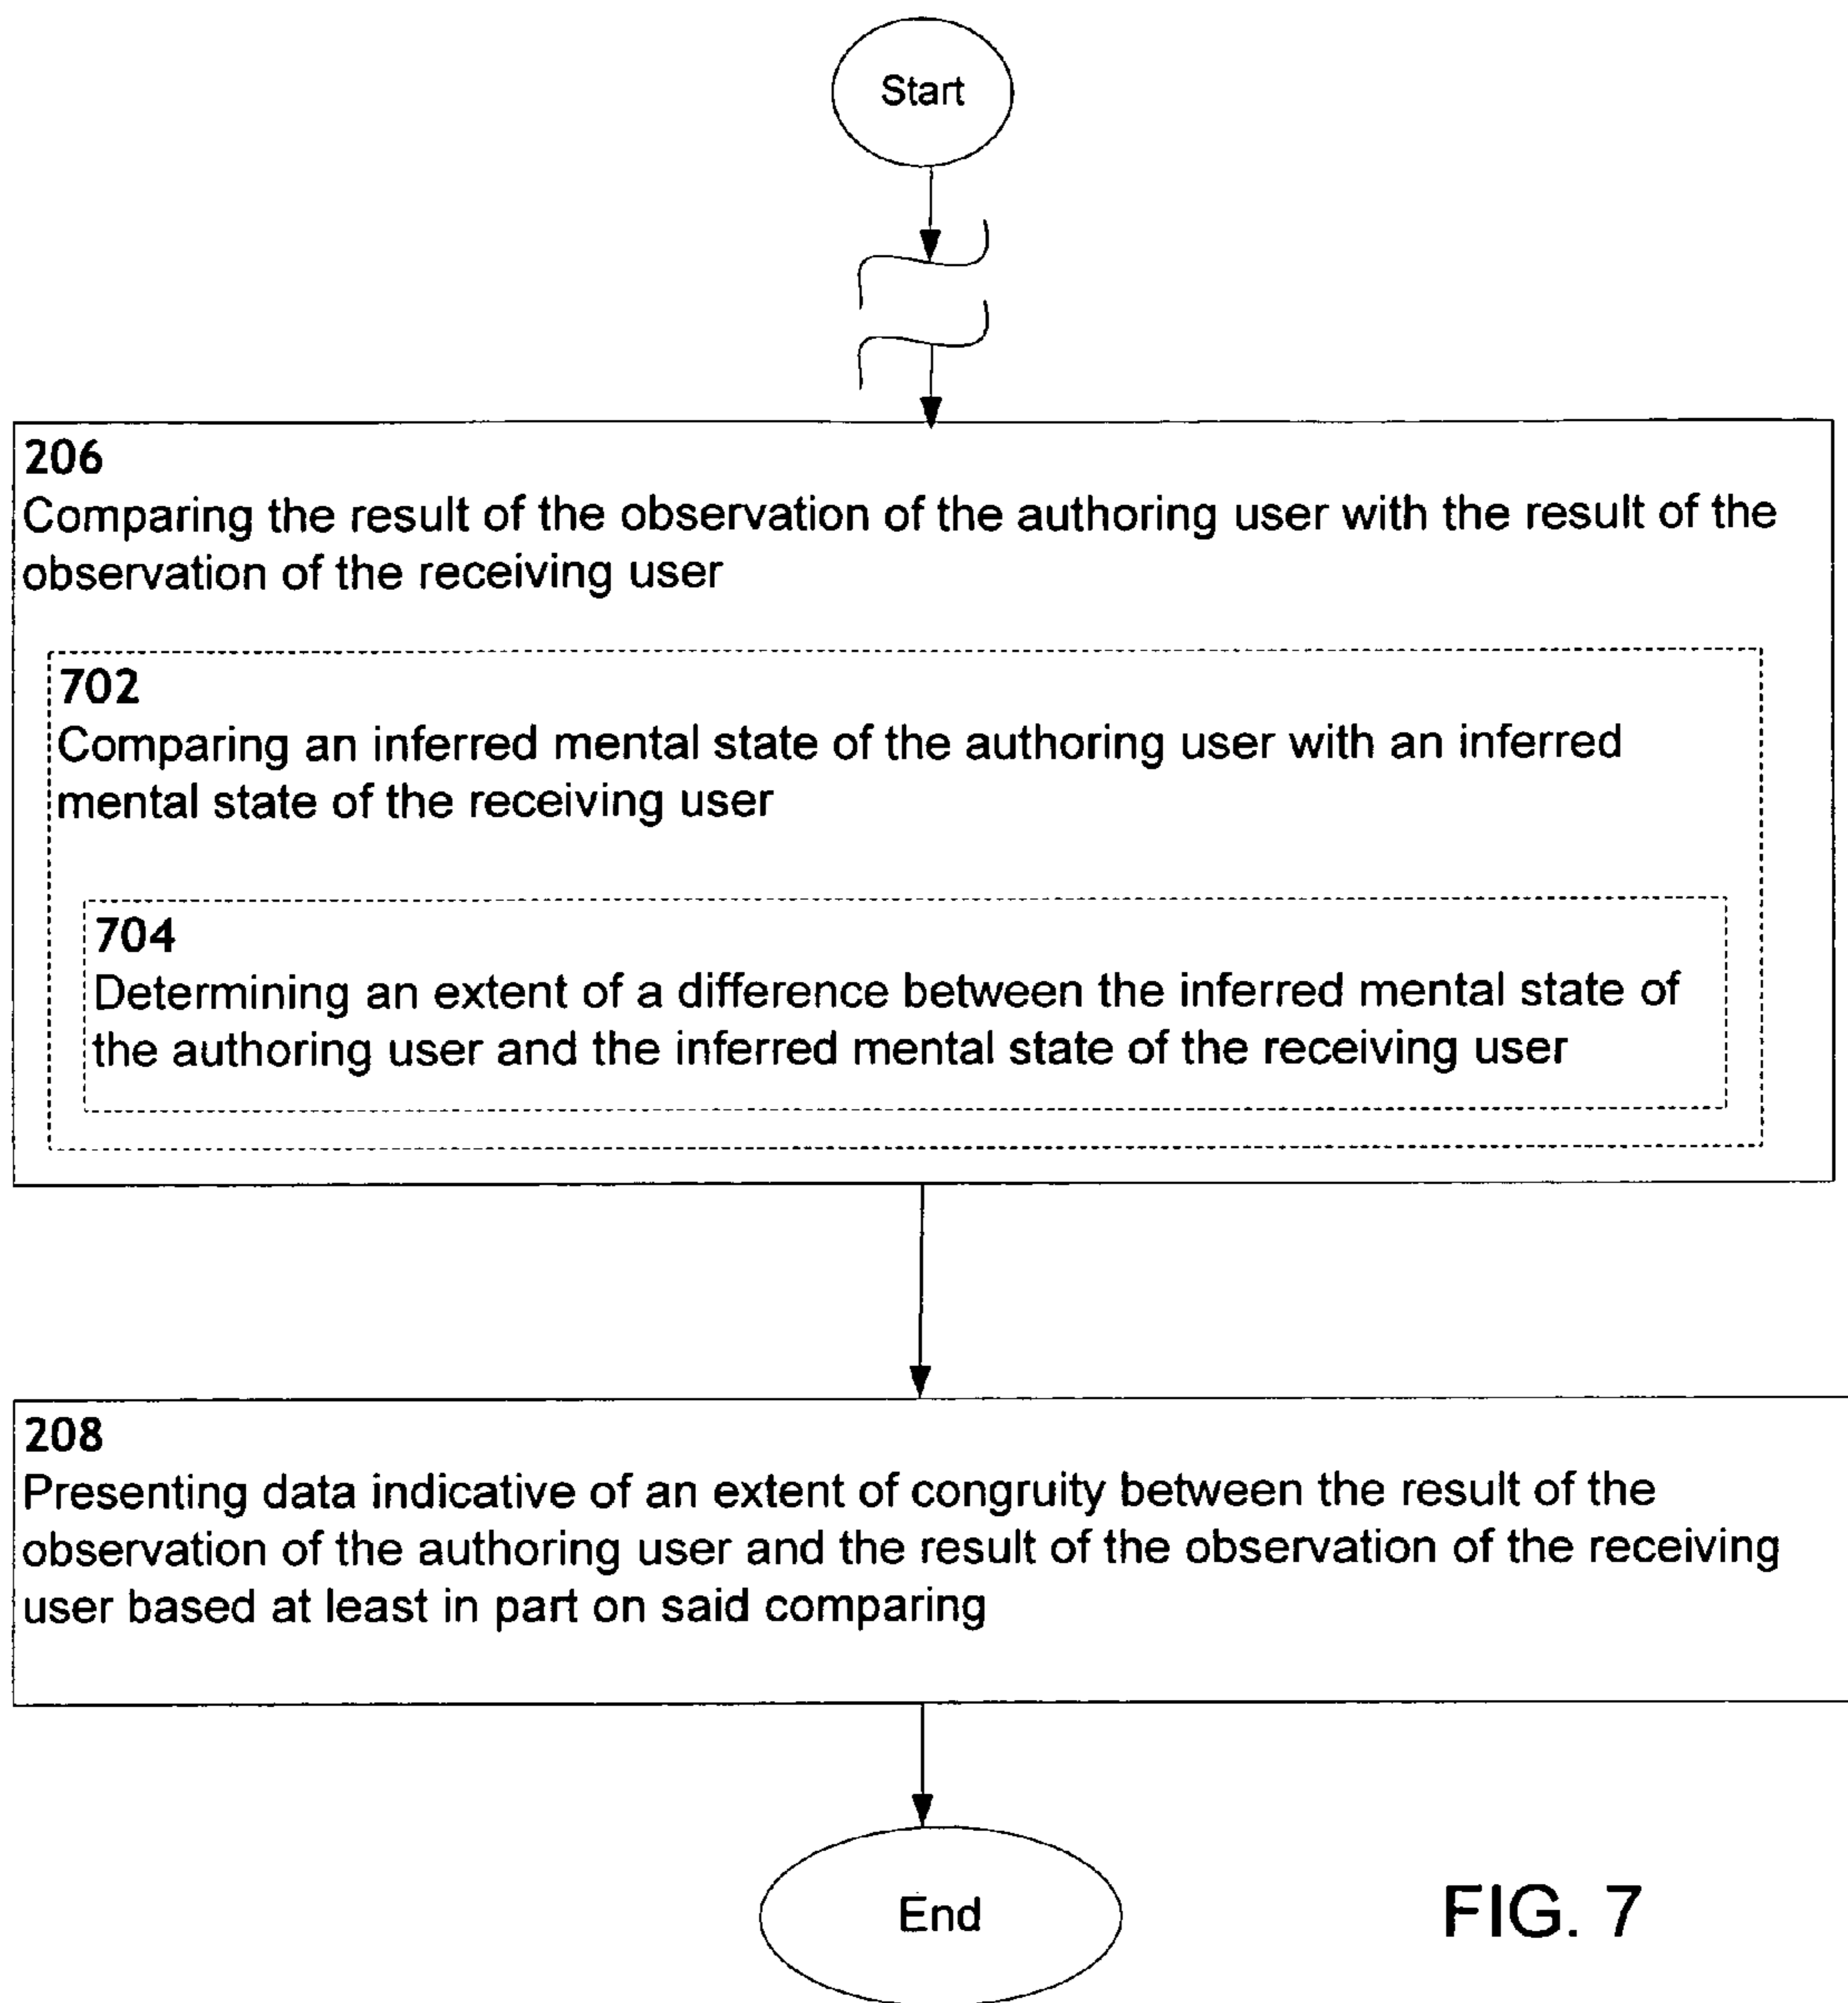 Start
206
Comparing the result of the observation of the authoring user with the result of the
observation of the receiving user
702
Comparing an inferred mental state of the authoring user with an inferred
mental state of the receiving user
704
Determining an extent of a difference between the inferred mental state of
the authoring user and the inferred mental state of the receiving user
208
Presenting data indicative of an extent of congruity between the result of the
observation of the authoring user and the result of the observation of the receiving
user based at least in part on said comparing
End
FIG. 7